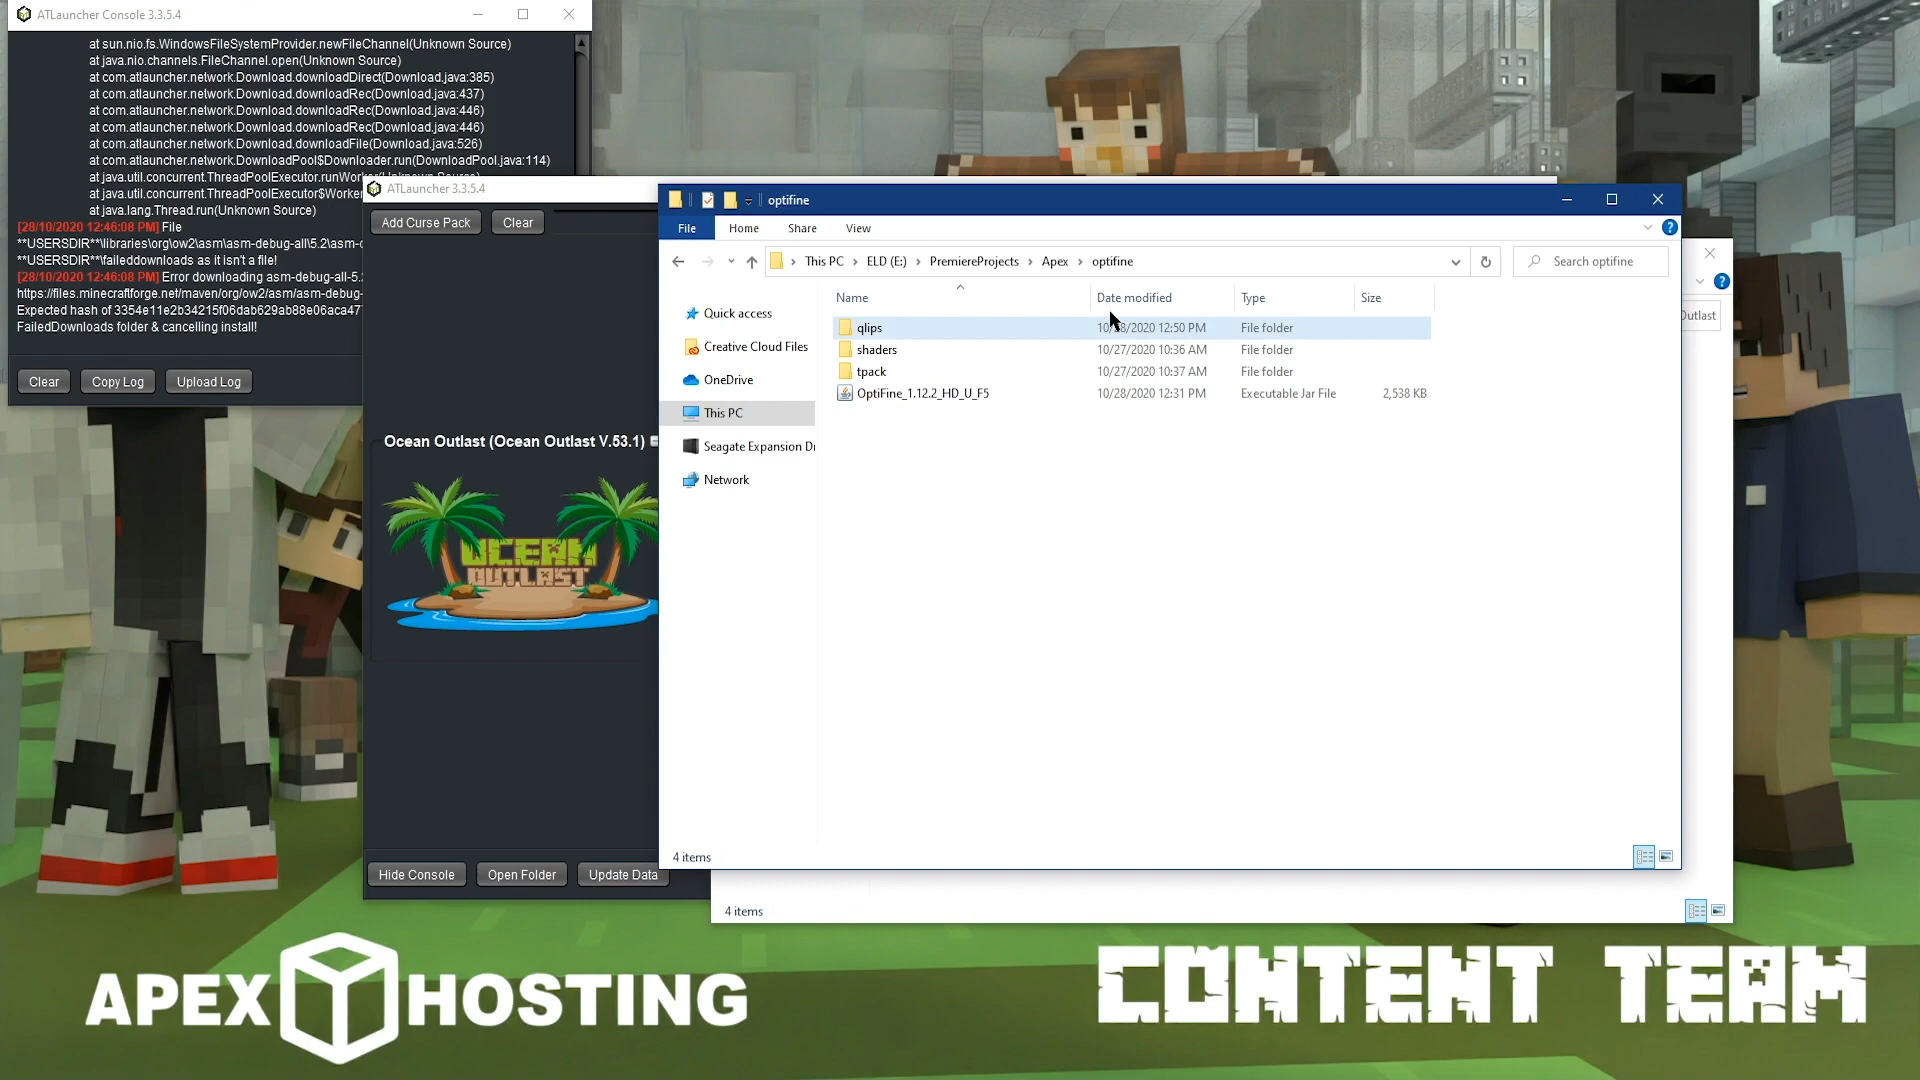 ATLauncher Console 3.3.5.4
at sun.nio.fs.WindowsFileSystemProvider.newFileChannel(Unknown Source)
at java.nio.channels.FileChannel.open(Unknown Source)
at com.atlauncher.network.Download.downloadDirect(Download.java:385)
at com.atlauncher.network.Download.downloadRec(Download.java:437)
at com.atlauncher.network.Download.downloadRec(Download.java:446)
at com.atlauncher.network.Download.downloadRec(Download.java:446)
at com.atlauncher.network.Download.downloadFile(Download.java:526)
at com.atlauncher.network.DownloadPool$Downloader.run(DownloadPool.java:114)
at java.util.concurrent.ThreadPoolExecutor.runWorker(Unknown Source)
at java.util.concurrent.ThreadPoolExecutor$Worker
at java.lang.Thread.run(Unknown Source)
[28/10/2020 12:46:08 PM] File
**USERSDIR**\libraries\org\ow2\asm\asm-debug-all\5.2\asm-
**USERSDIR**\faileddownloads as it isn't a file!
[28/10/2020 12:46:08 PM] Error downloading asm-debug-all-5.
https://files.minecraftforge.net/maven/org/ow2/asm/asm-debug-
Expected hash of 3354e11e2b34215f06dab629ab88e06aca47
FailedDownloads folder & cancelling install!
Clear
Copy Log
Upload Log
ATLauncher 3.3.5.4
Add Curse Pack
Clear
Ocean Outlast (Ocean Outlast V.53.1)
OCEAN
OUTLAST
Hide Console
Open Folder
Update Data
optifine
File
Home
Share
View
This PC
ELD (E:)
PremiereProjects
Apex
optifine
Search optifine
Name
Date modified
Type
Size
Quick access
Creative Cloud Files
OneDrive
This PC
Seagate Expansion Dr
Network
qlips 10/28/2020 12:50 PM File folder
shaders 10/27/2020 10:36 AM File folder
tpack 10/27/2020 10:37 AM File folder
OptiFine_1.12.2_HD_U_F5 10/28/2020 12:31 PM Executable Jar File 2,538 KB
4 items
Outlast
4 items
APEX HOSTING
CONTENT TEAM